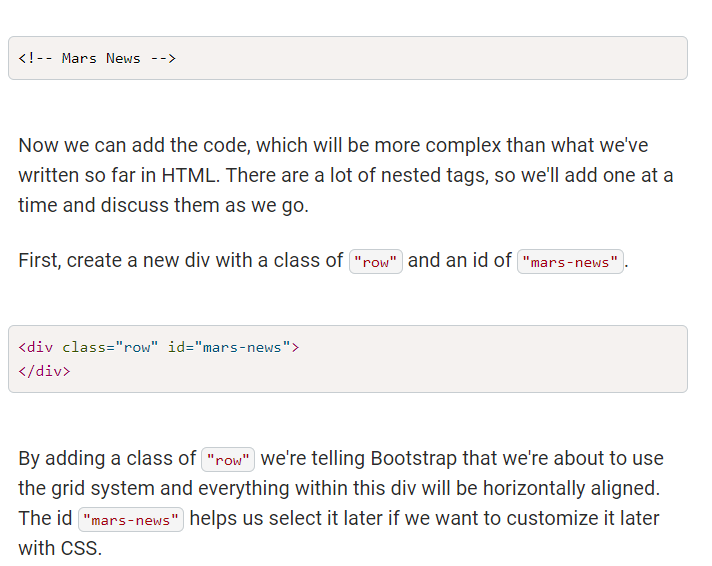 <!-- Mars News -->
Now we can add the code, which will be more complex than what we've
written so far in HTML. There are a lot of nested tags, so we'll add one at a
time and discuss them as we go.
First, create a new div with a class of "row" and an id of "mars-news".
<div class="row" id="mars-news">
</div>
By adding a class of "row" we're telling Bootstrap that we're about to use
the grid system and everything within this div will be horizontally aligned.
The id "mars-news" helps us select it later if we want to customize it later
with CSS.